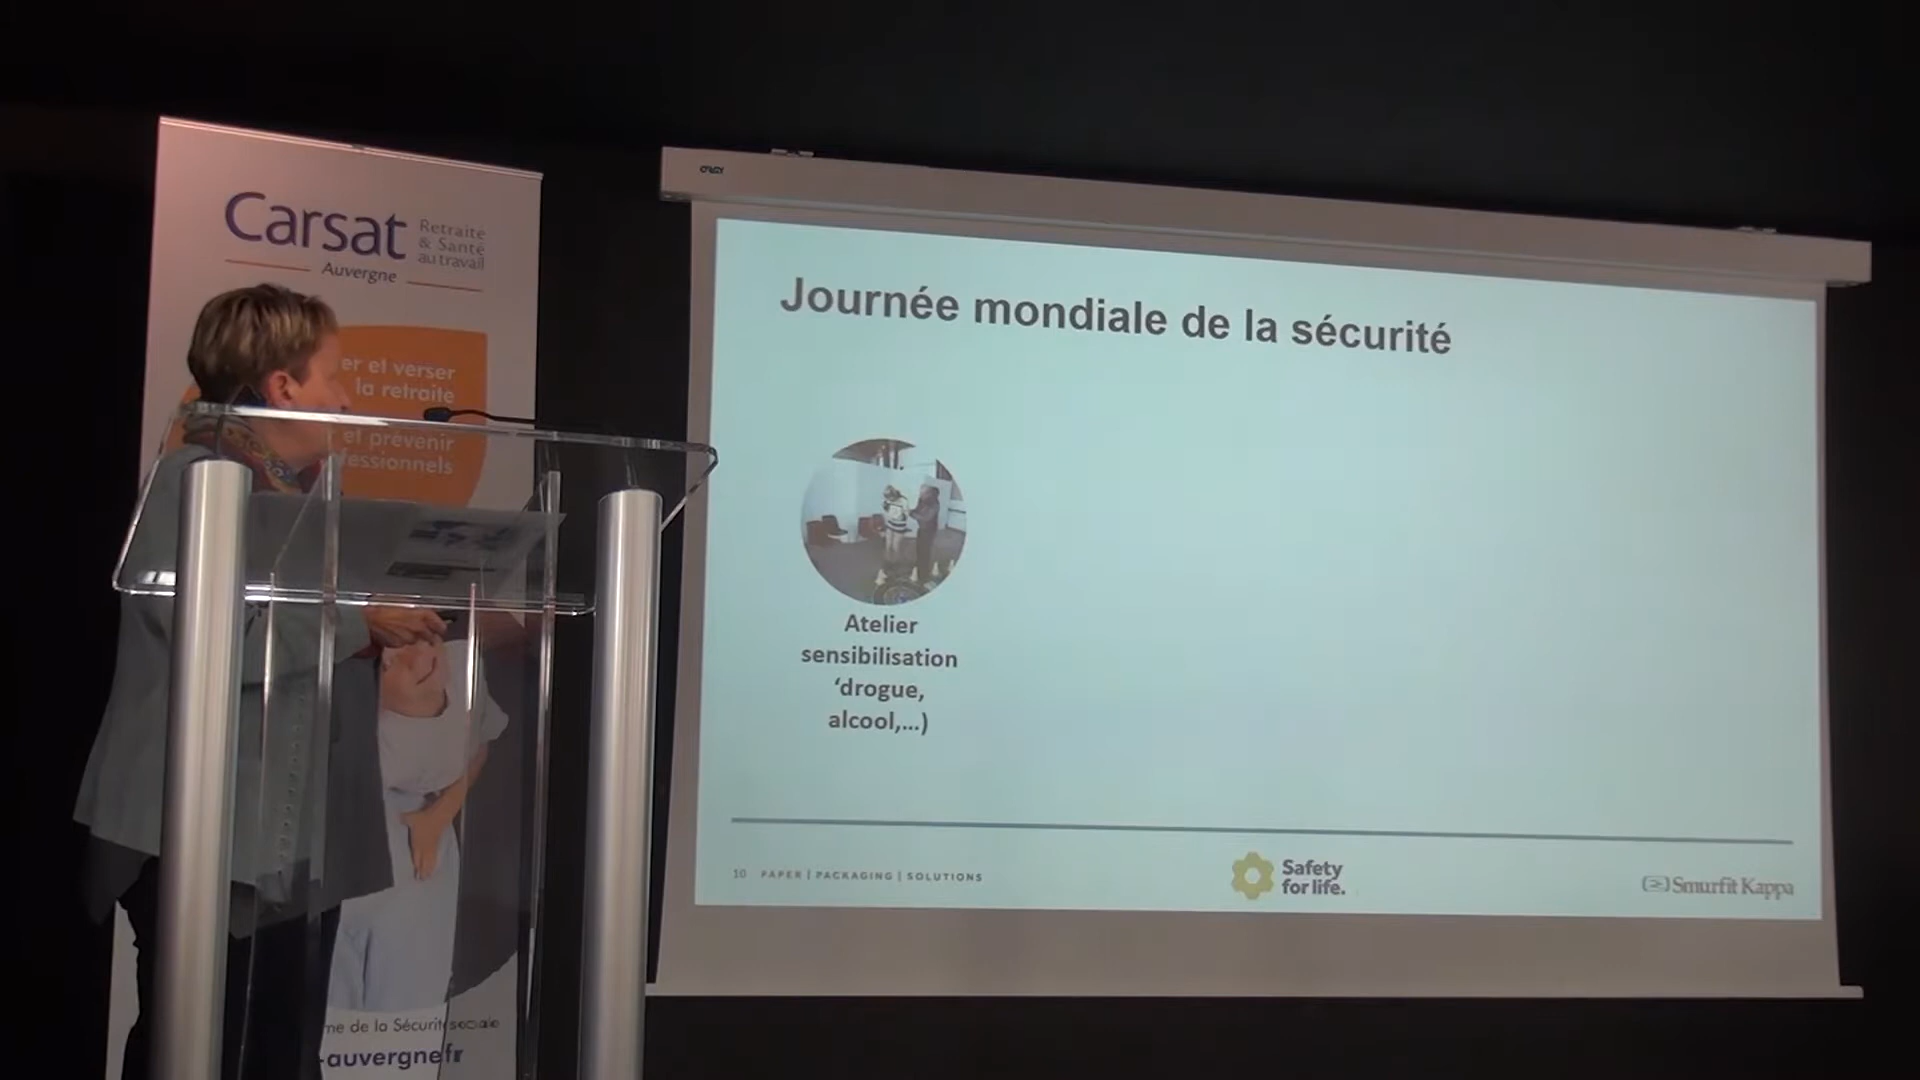 Carsat
Retraite
& Santé
au travail
Auvergne
er et verser
la retraite
et prévenir
fessionnels
me de la Sécurité sociale
-auvergne.fr
Journée mondiale de la sécurité
Atelier
sensibilisation
‘drogue,
alcool,...)
10 PAPER | PACKAGING | SOLUTIONS
Safety
for life.
Smurfit Kappa